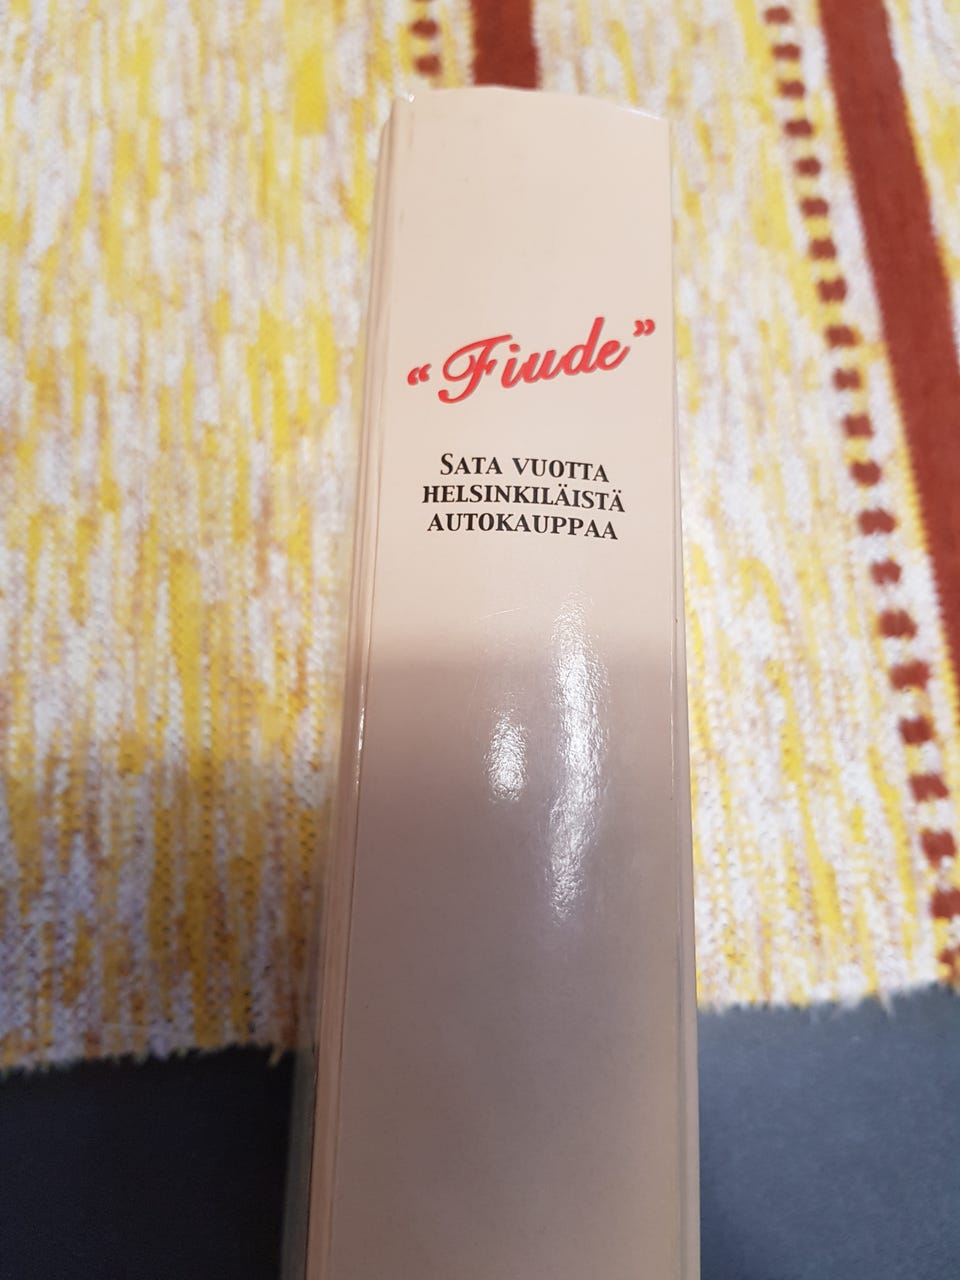 "Fiude"
SATA VUOTTA
HELSINKILÄISTÄ
AUTOKAUPPAA